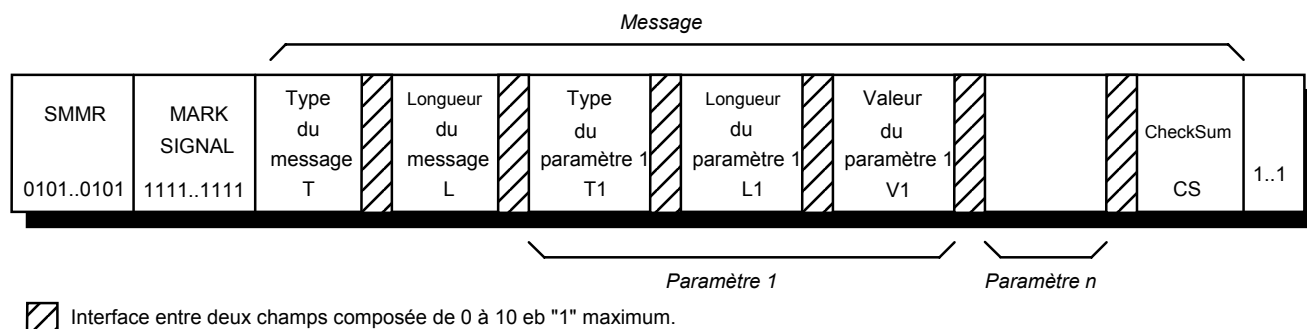 Message
SMMR
0101..0101
MARK
SIGNAL
1111..1111
Type
du
message
T
Longueur
du
message
L
Type
du
paramètre 1
T1
Longueur
du
paramètre 1
L1
Valeur
du
paramètre 1
V1
CheckSum
CS
1..1
Paramètre 1
Paramètre n
Interface entre deux champs composée de 0 à 10 eb "1" maximum.